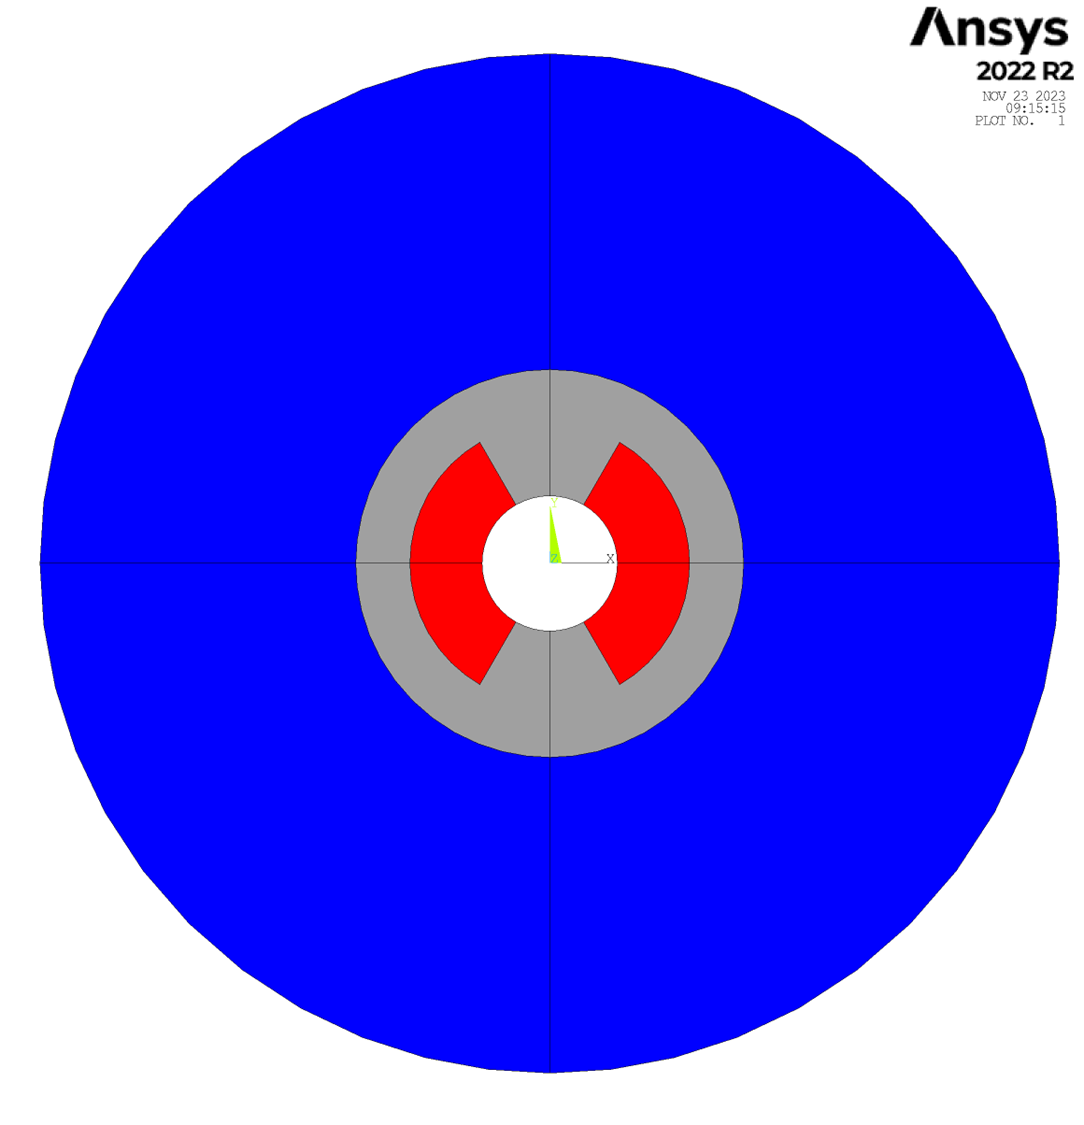 Ansys
2022 R2
NOV 23 2023
09:15:15
PLOT NO. 1
Y
Z X